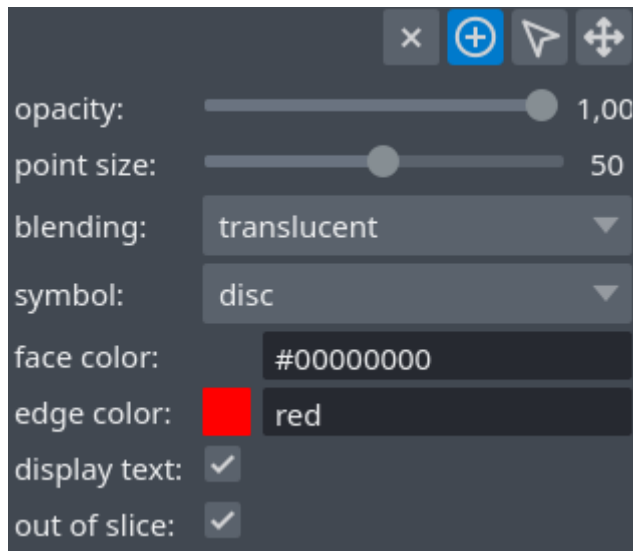 opacity: 1,00
point size: 50
blending: translucent
symbol: disc
face color: #00000000
edge color: red
display text:
out of slice: